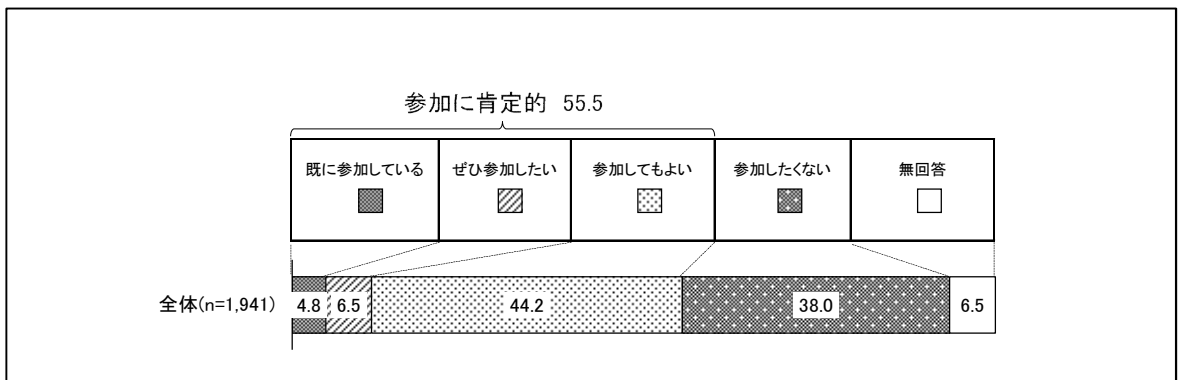 参加に肯定的 55.5
既に参加している ぜひ参加したい 参加してもよい 参加したくない 無回答
全体(n=1,941) 4.8 6.5 44.2 38.0 6.5